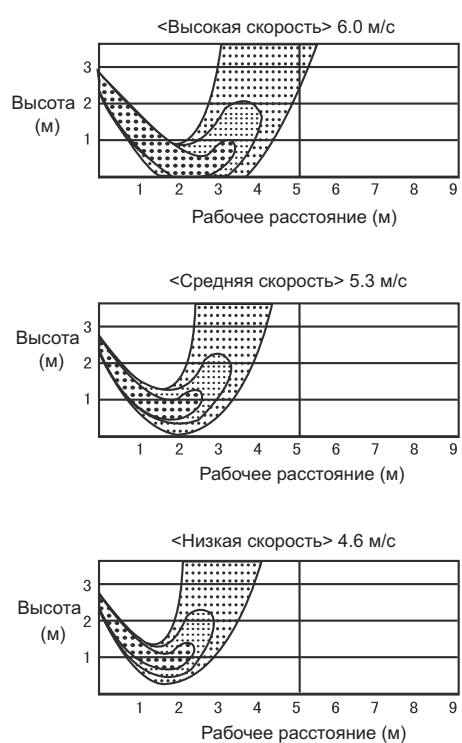 <Высокая скорость> 6.0 м/с
3
Высота 2
(м)
1
1 2 3 4 5 6 7 8 9
Рабочее расстояние (м)
<Средняя скорость> 5.3 м/с
3
Высота
2
(м)
1
1 2 3 4 5 6 7 8 9
Рабочее расстояние (м)
<Низкая скорость> 4.6 м/с
3
Высота
2
(м)
1
1 2 3 4 5 6 7 8 9
Рабочее расстояние (м)